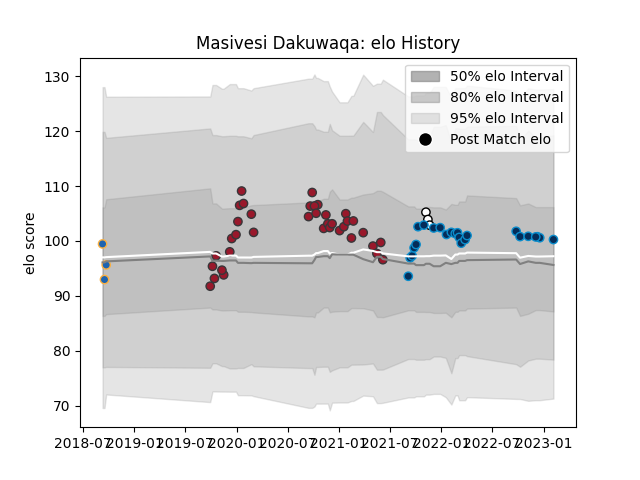 Masivesi Dakuwaqa: elo History
50% elo Interval
80% elo Interval
95% elo Interval
Post Match elo
elo score
130
120
110
100
90
80
70
2018-07 2019-01 2019-07 2020-01 2020-07 2021-01 2021-07 2022-01 2022-07 2023-01